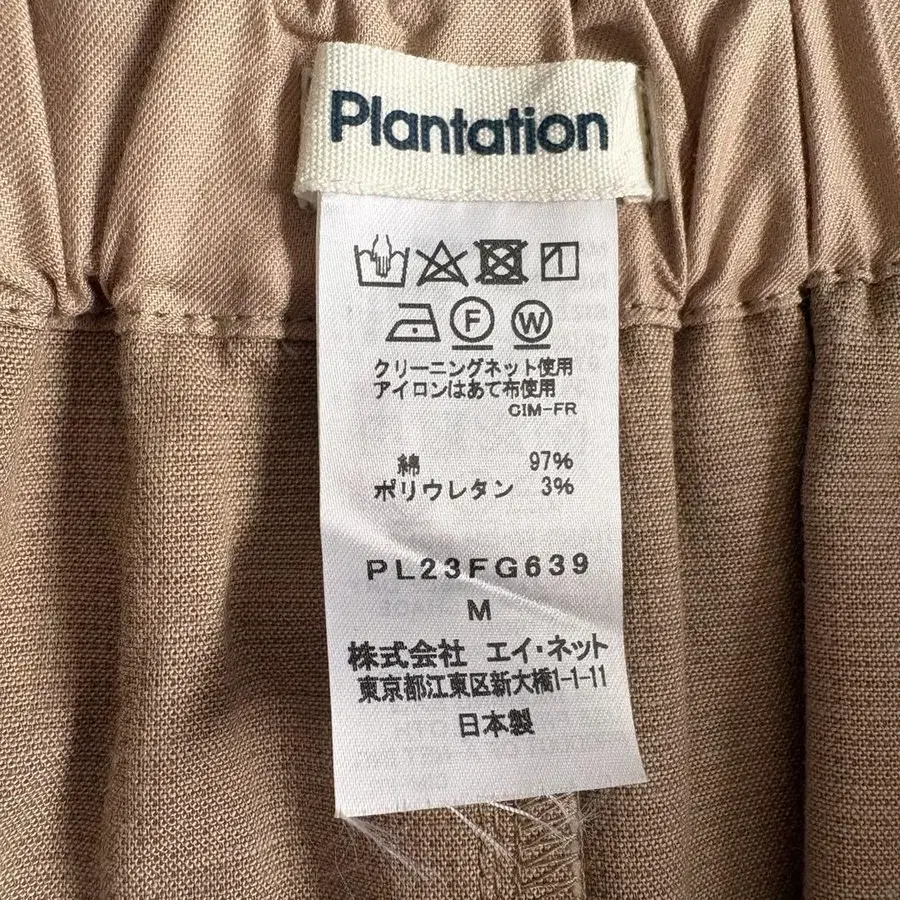 Plantation
F W
クリーニングネット使用
アイロンはあて布使用
CIM-FR
綿 97%
ポリウレタン 3%
PL23FG639
M
株式会社 エイ・ネット
東京都江東区新大橋1-1-11
日本製